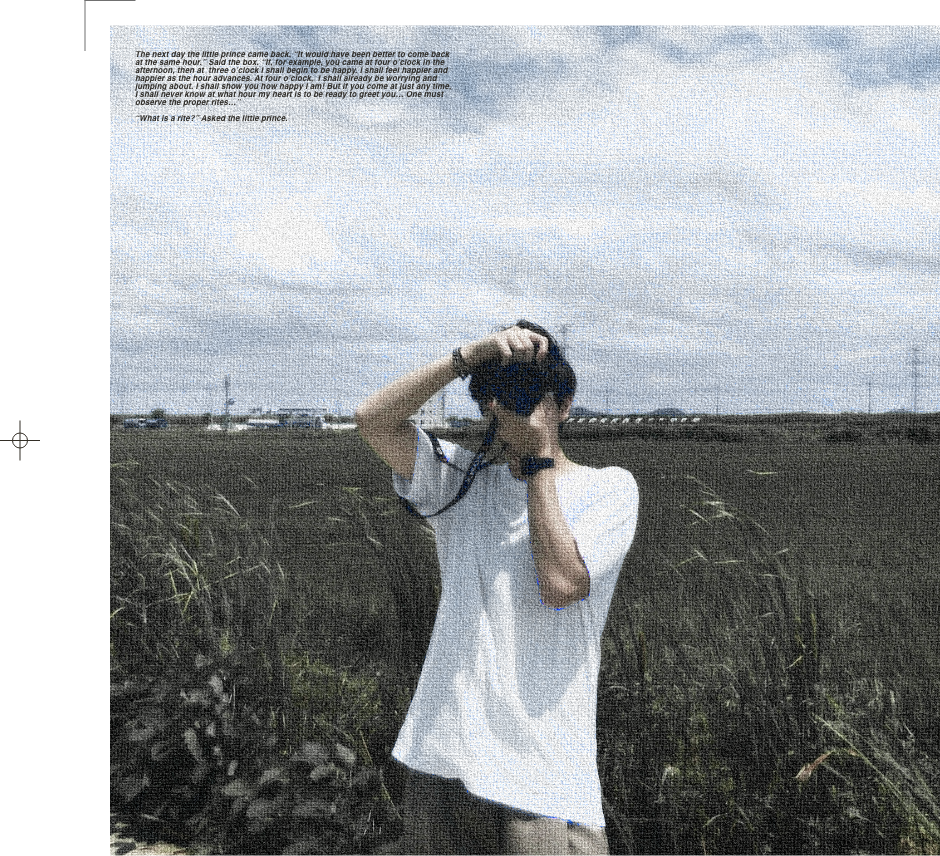 The next day the little prince came back. "It would have been better to come back
at the same hour." Said the box. "If, for example, you came at four o'clock in the
afternoon, then at three o'clock I shall begin to be happy. I shall feel happier and
happier as the hour advances. At four o'clock, I shall already be worrying and
jumping about. I shall show you how happy I am! But if you come at just any time,
I shall never know at what hour my heart is to be ready to greet you... One must
observe the proper rites..."
"What is a rite?" Asked the little prince.